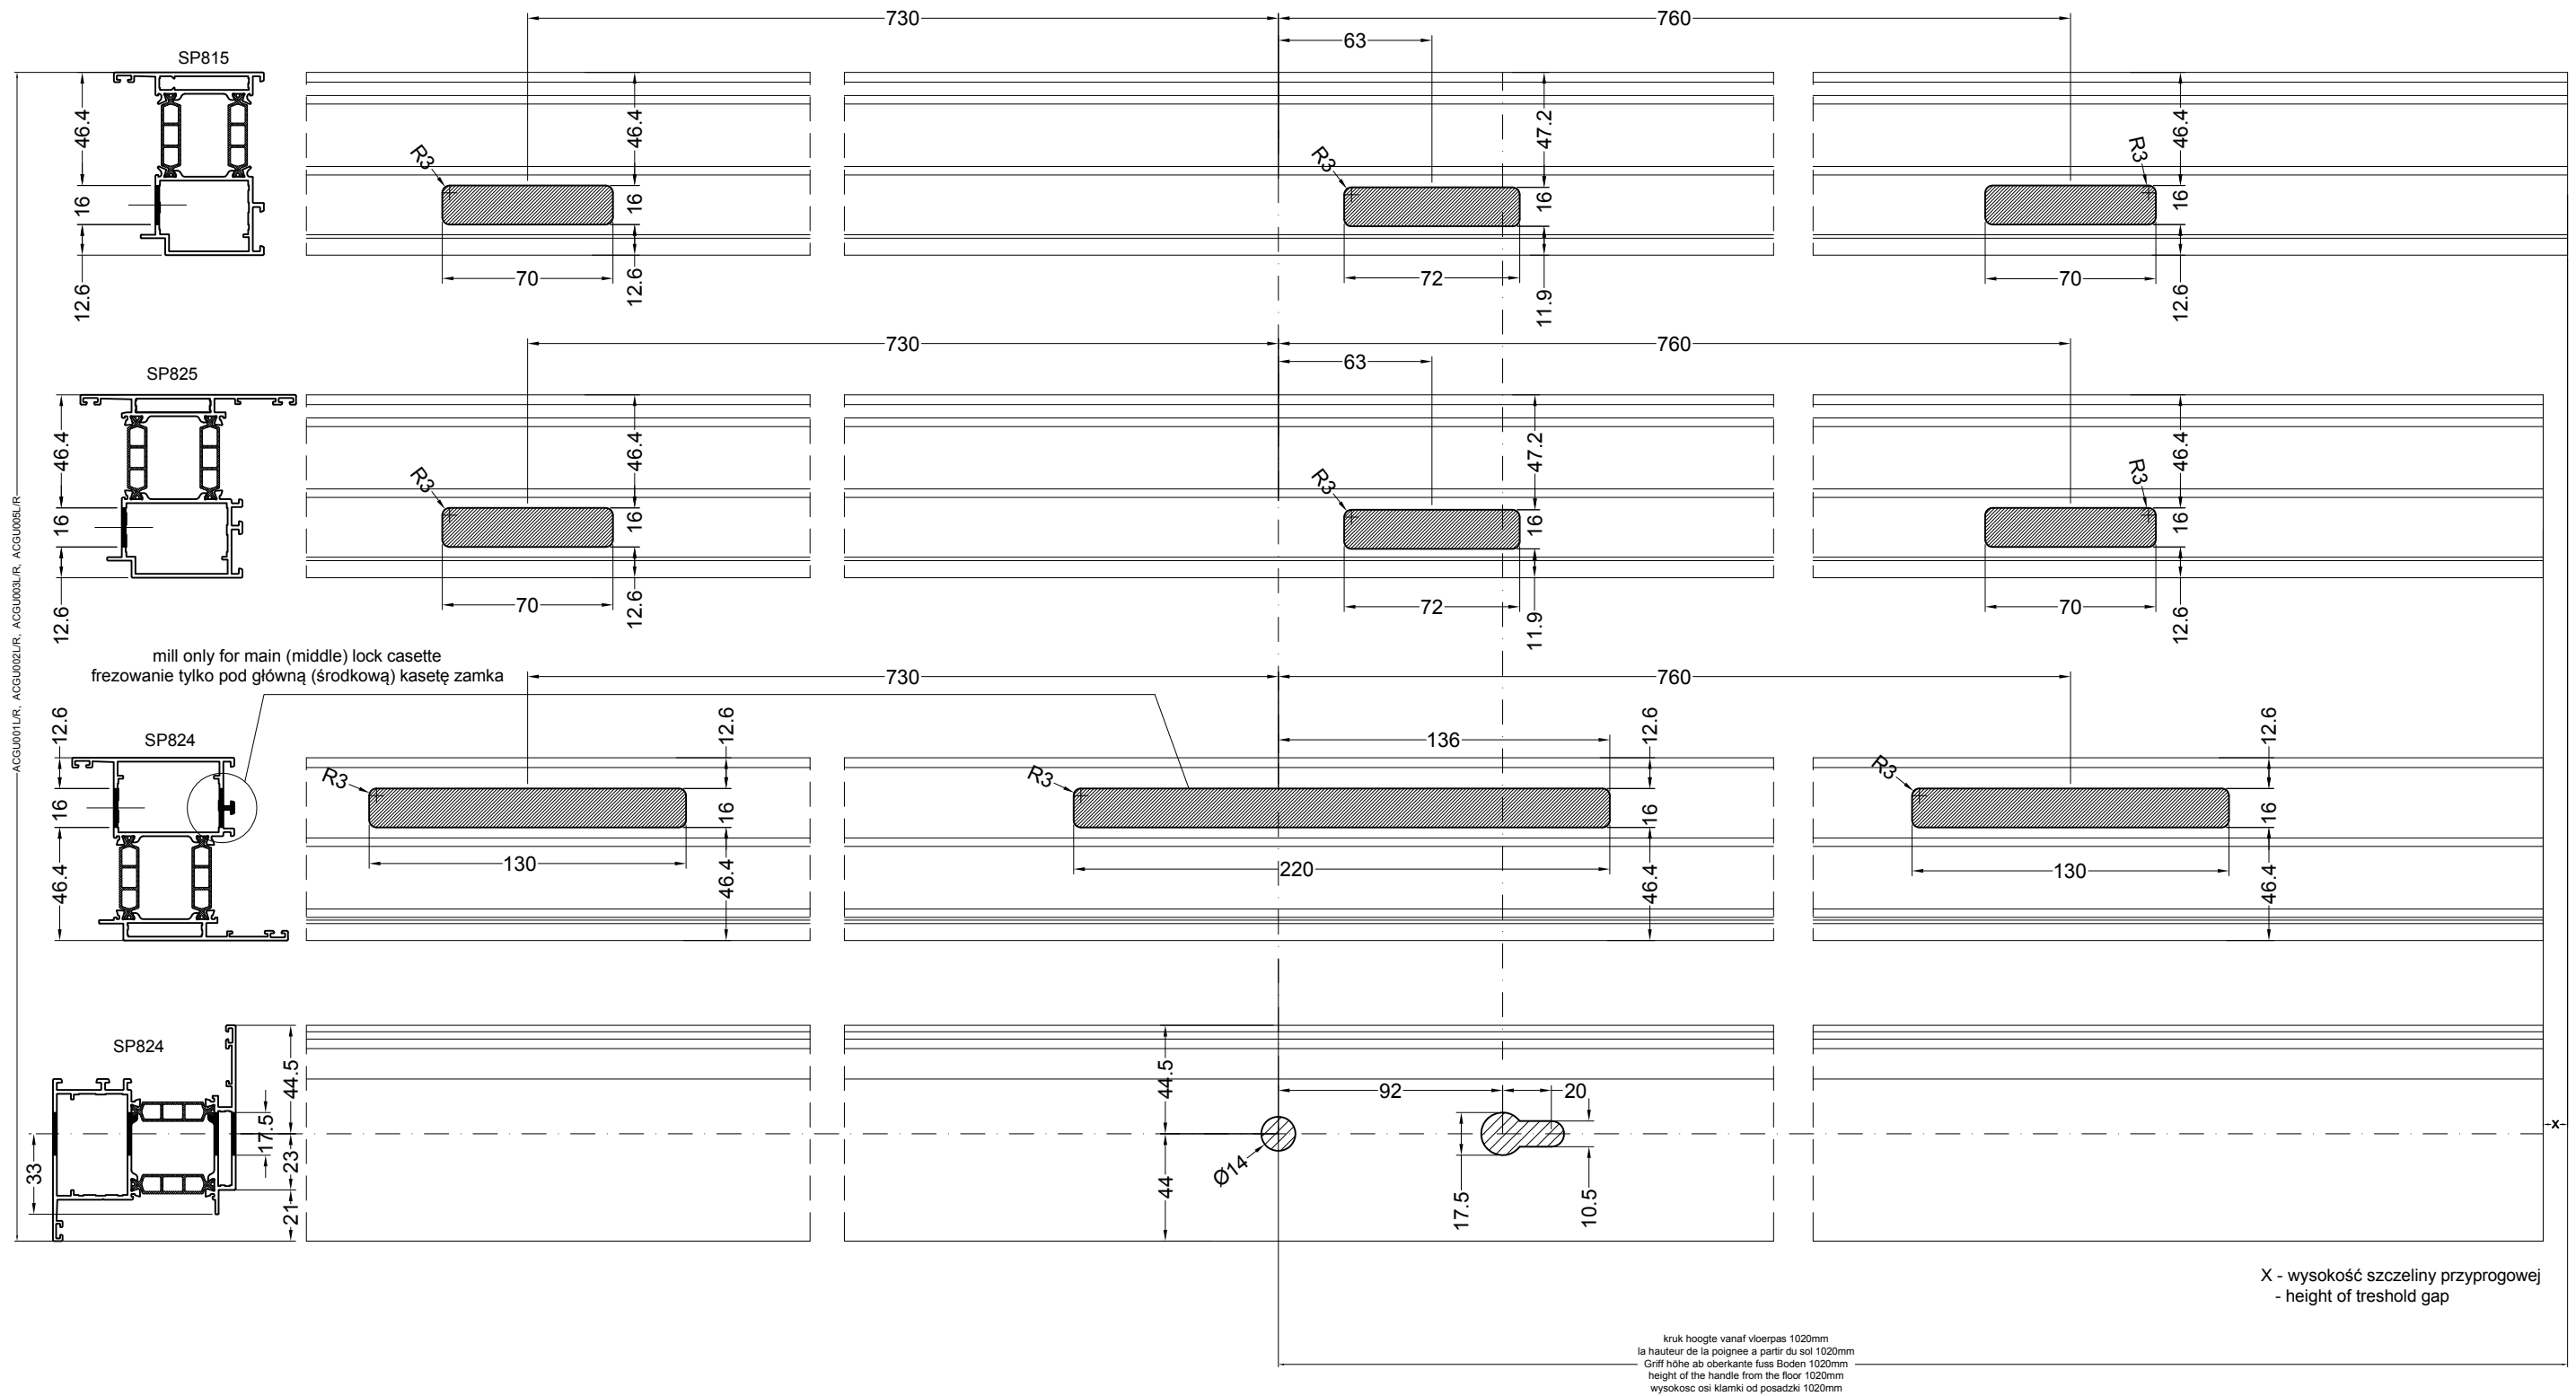 730
760
63
SP815
46.4
16
12.6
R3
46.4
16
12.6
70
R3
47.2
16
11.9
72
R3
46.4
16
12.6
70
730
760
63
SP825
46.4
16
12.6
R3
46.4
16
12.6
70
R3
47.2
16
11.9
72
R3
46.4
16
12.6
70
ACGU001L/R, ACGU002L/R, ACGU003L/R, ACGU005L/R
mill only for main (middle) lock casette
frezowanie tylko pod główną (środkową) kasetę zamka
730
760
136
SP824
12.6
16
46.4
R3
12.6
16
46.4
130
R3
12.6
16
46.4
220
R3
12.6
16
46.4
130
SP824
44.5
17.5
23
21
33
44.5
44
Ø14
92
20
17.5
10.5
x
X - wysokość szczeliny przyprogowej
- height of treshold gap
kruk hoogte vanaf vloerpas 1020mm
la hauteur de la poignee a partir du sol 1020mm
Griff höhe ab oberkante fuss Boden 1020mm
height of the handle from the floor 1020mm
wysokosc osi klamki od posadzki 1020mm